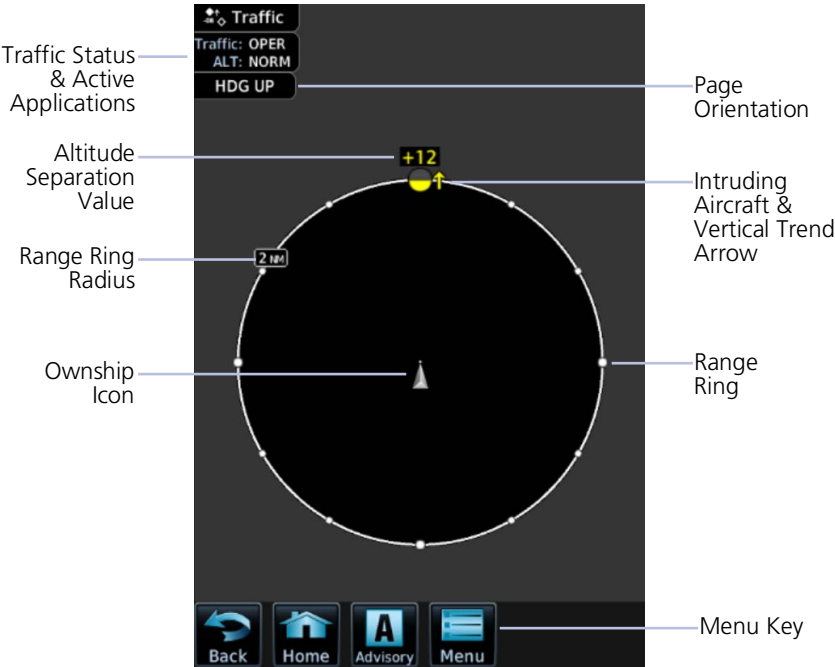 Traffic
Traffic: OPER
ALT: NORM
HDG UP
Traffic Status
& Active
Applications
Page
Orientation
Altitude
Separation
Value
+12
Intruding
Aircraft &
Vertical Trend
Arrow
Range Ring
Radius
2 NM
Ownship
Icon
Range
Ring
Back
Home
A
Advisory
Menu
Menu Key